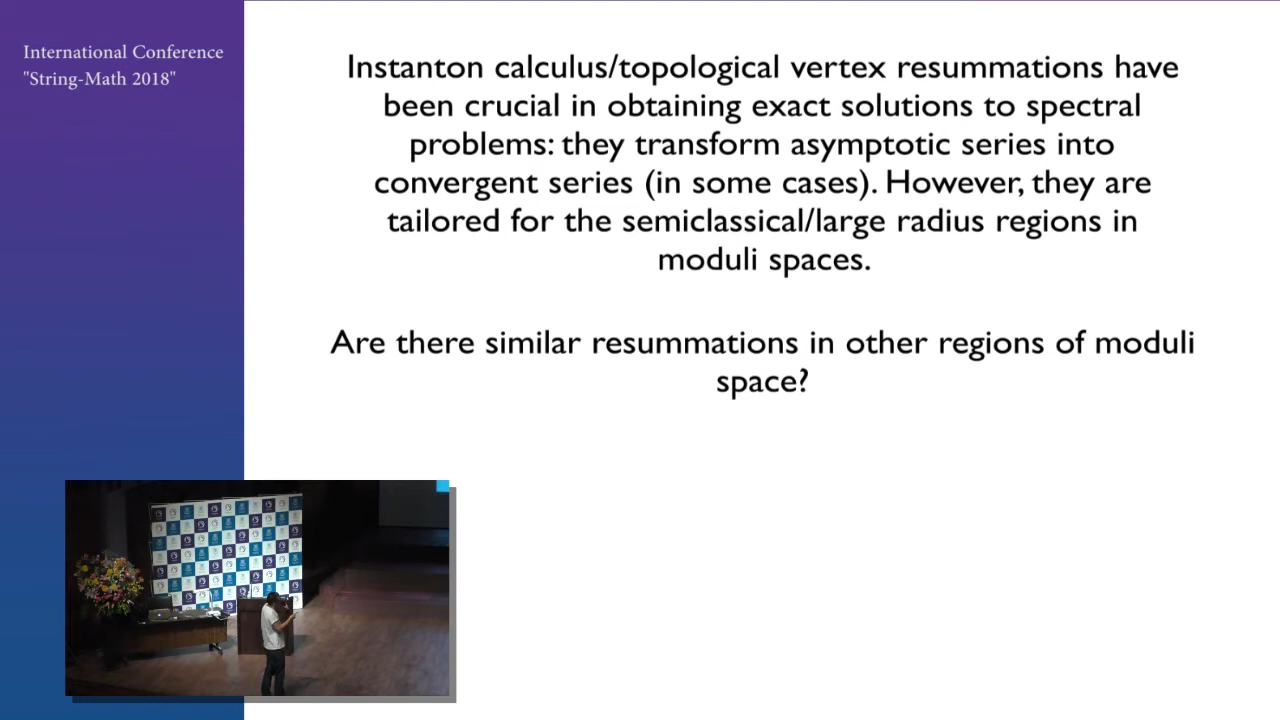 International Conference
"String-Math 2018"
Instanton calculus/topological vertex resummations have
been crucial in obtaining exact solutions to spectral
problems: they transform asymptotic series into
convergent series (in some cases). However, they are
tailored for the semiclassical/large radius regions in
moduli spaces.
Are there similar resummations in other regions of moduli
space?